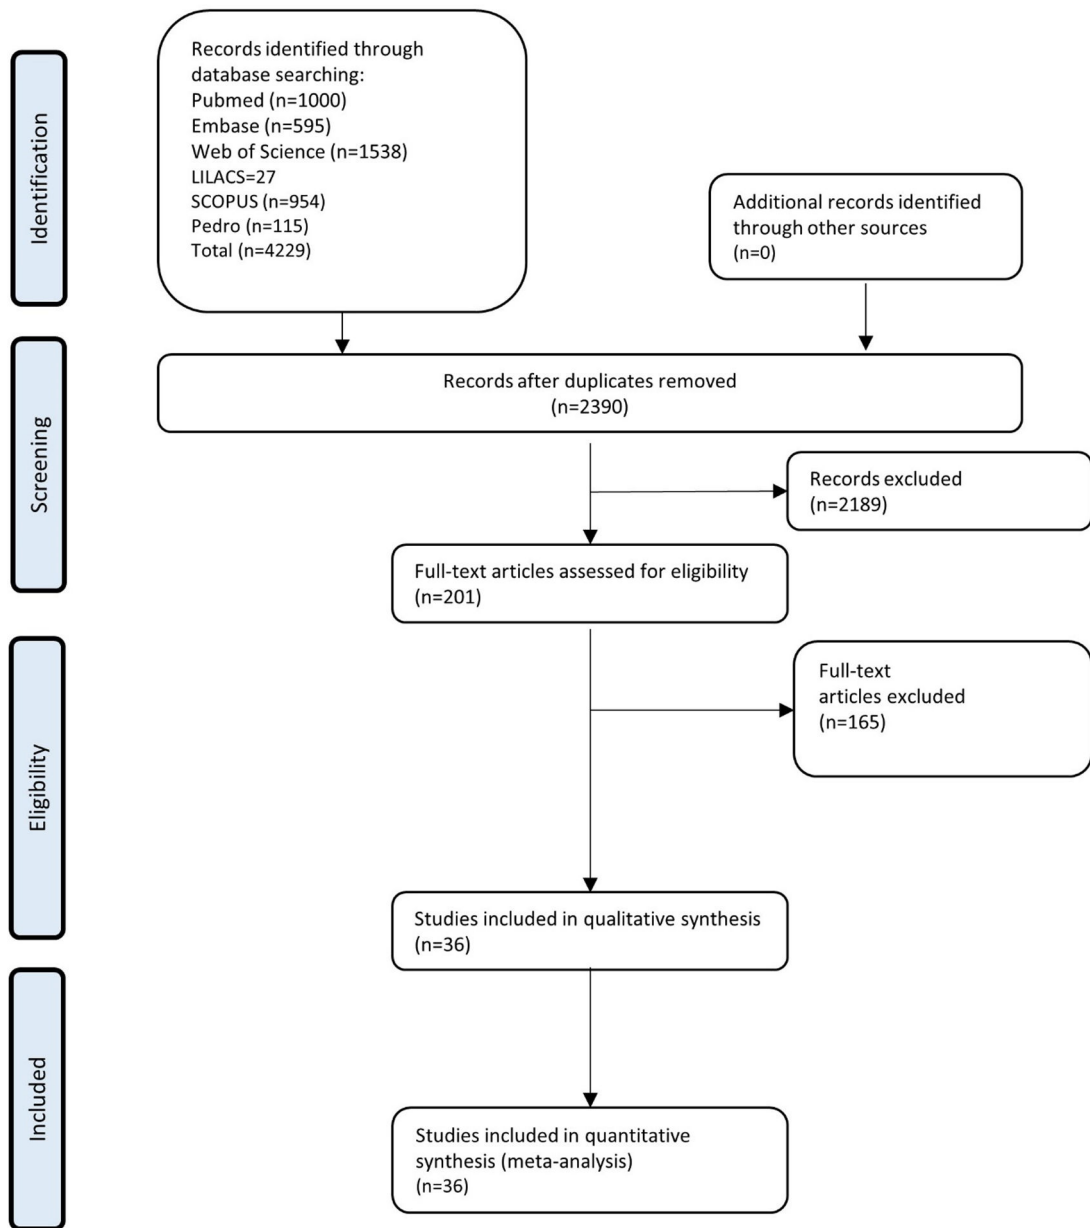 Identification
Records identified through
database searching:
Pubmed (n=1000)
Embase (n=595)
Web of Science (n=1538)
LILACS=27
SCOPUS (n=954)
Pedro (n=115)
Total (n=4229)
Additional records identified
through other sources
(n=0)
Screening
Records after duplicates removed
(n=2390)
Records excluded
(n=2189)
Full-text articles assessed for eligibility
(n=201)
Eligibility
Full-text
articles excluded
(n=165)
Studies included in qualitative synthesis
(n=36)
Included
Studies included in quantitative
synthesis (meta-analysis)
(n=36)